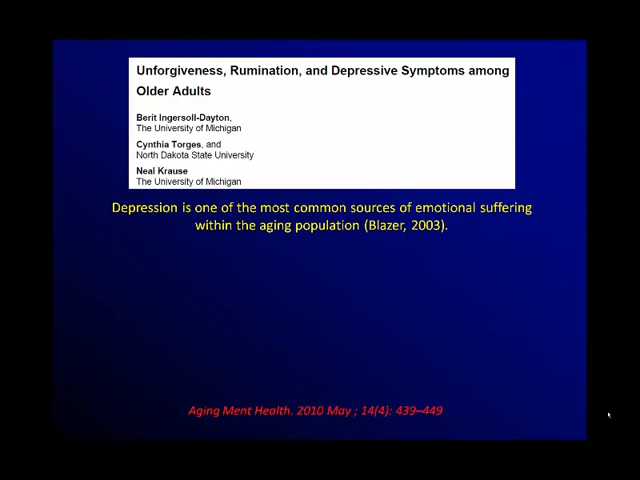 Unforgiveness, Rumination, and Depressive Symptoms among
Older Adults
Berit Ingersoll-Dayton,
The University of Michigan
Cynthia Torges, and
North Dakota State University
Neal Krause
The University of Michigan
Depression is one of the most common sources of emotional suffering
within the aging population (Blazer, 2003).
Aging Ment Health. 2010 May ; 14(4): 439–449